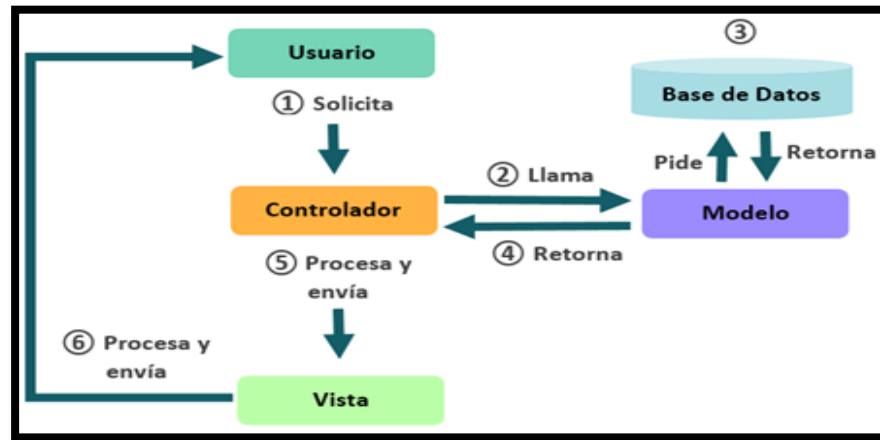 ③
Usuario
Base de Datos
① Solicita
Pide
Retorna
② Llama
Controlador
Modelo
④ Retorna
⑤ Procesa y
envía
⑥ Procesa y
envía
Vista